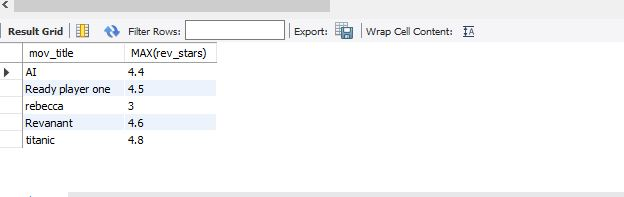 Result Grid Filter Rows: Export: Wrap Cell Content: IA
mov_title MAX(rev_stars)
AI 4.4
Ready player one 4.5
rebecca 3
Revanant 4.6
titanic 4.8